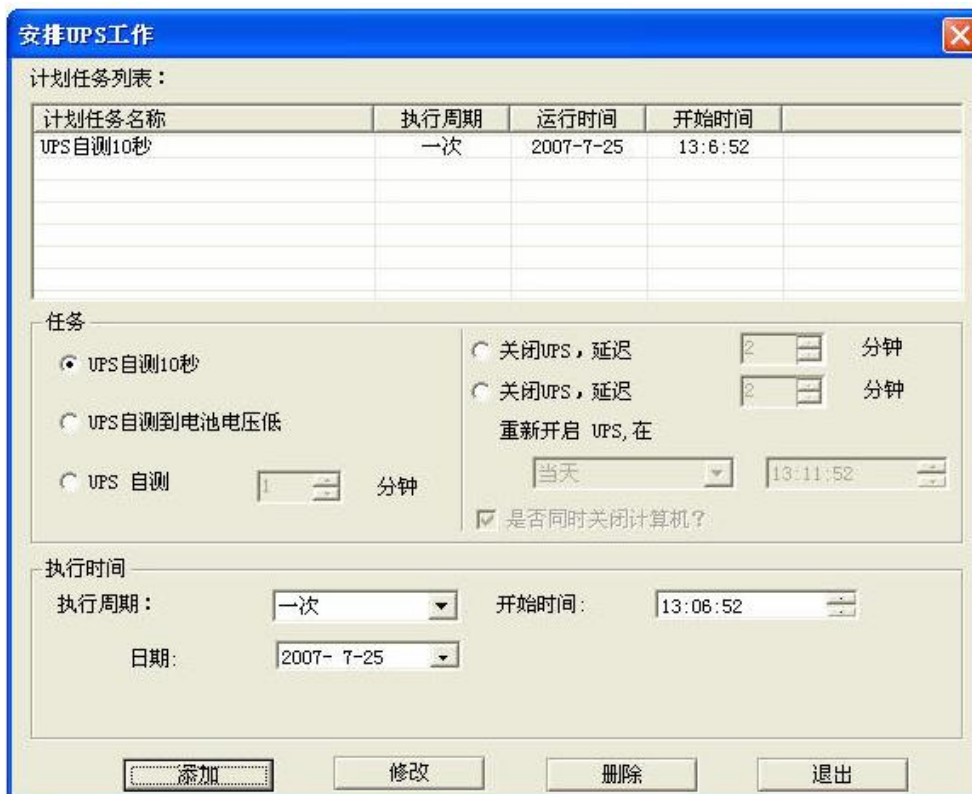 安排UPS工作
计划任务列表：
计划任务名称 执行周期 运行时间 开始时间
UPS自测10秒 一次 2007-7-25 13:6:52
任务
UPS自测10秒
UPS自测到电池电压低
UPS 自测 1 分钟
关闭UPS，延迟 2 分钟
关闭UPS，延迟 2 分钟
重新开启 UPS,在
当天 13:11:52
是否同时关闭计算机？
执行时间
执行周期： 一次 开始时间: 13:06:52
日期: 2007- 7-25
添加 修改 删除 退出